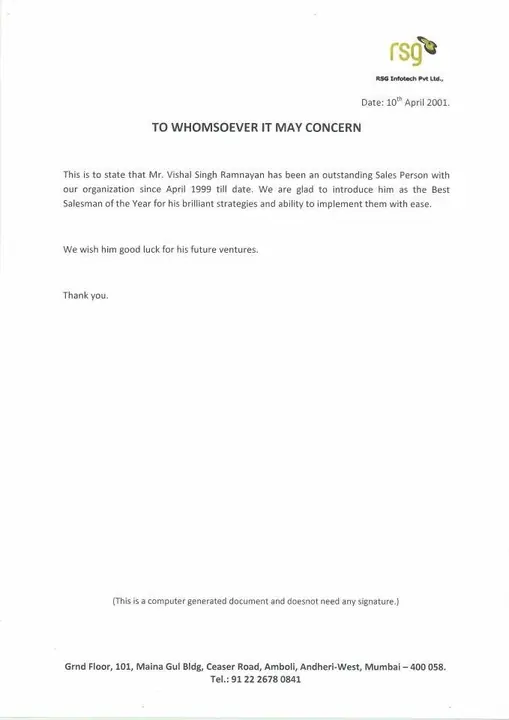 rsg
RSG Infotech Pvt Ltd.,
Date: 10th April 2001.
TO WHOMSOEVER IT MAY CONCERN
This is to state that Mr. Vishal Singh Ramnayan has been an outstanding Sales Person with
our organization since April 1999 till date. We are glad to introduce him as the Best
Salesman of the Year for his brilliant strategies and ability to implement them with ease.
We wish him good luck for his future ventures.
Thank you.
(This is a computer generated document and doesnot need any signature.)
Grnd Floor, 101, Maina Gul Bldg, Ceaser Road, Amboli, Andheri-West, Mumbai – 400 058.
Tel.: 91 22 2678 0841